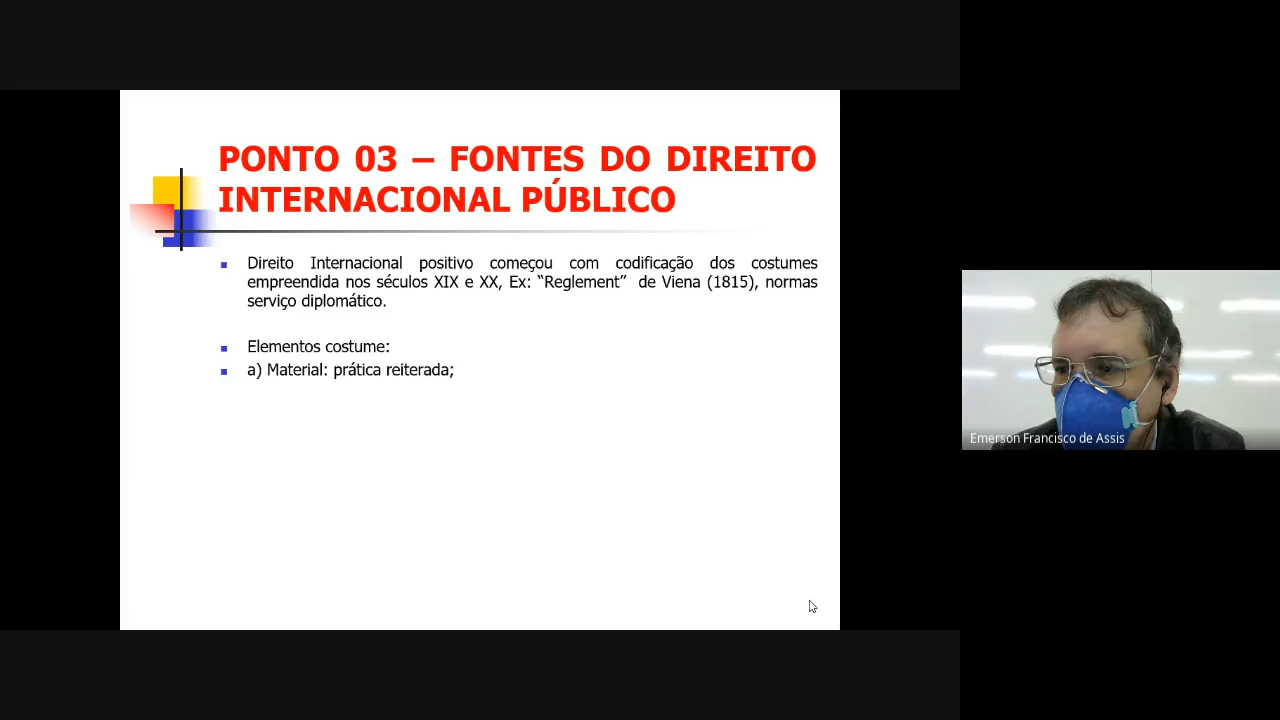 PONTO 03 – FONTES DO DIREITO
INTERNACIONAL PÚBLICO
Direito Internacional positivo começou com codificação dos costumes
empreendida nos séculos XIX e XX, Ex: “Reglement” de Viena (1815), normas
serviço diplomático.
Elementos costume:
a) Material: prática reiterada;
Emerson Francisco de Assis